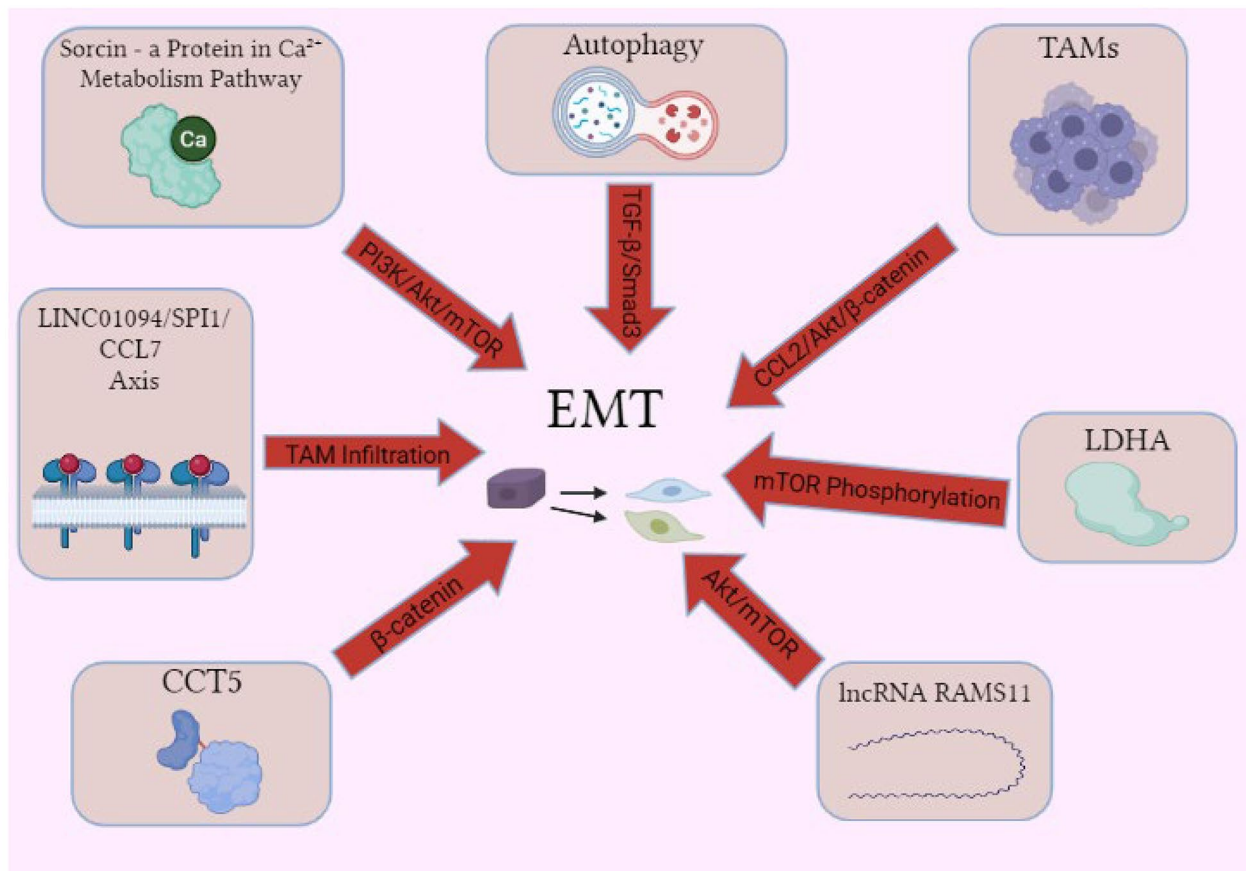 Sorcin - a Protein in Ca²⁺
Metabolism Pathway
Ca
Autophagy
TAMs
PI3K/Akt/mTOR
TGF-β/Smad3
CCL2/Akt/β-catenin
LINC01094/SPI1/
CCL7
Axis
EMT
TAM Infiltration
LDHA
mTOR Phosphorylation
β-catenin
Akt/mTOR
CCT5
lncRNA RAMS11